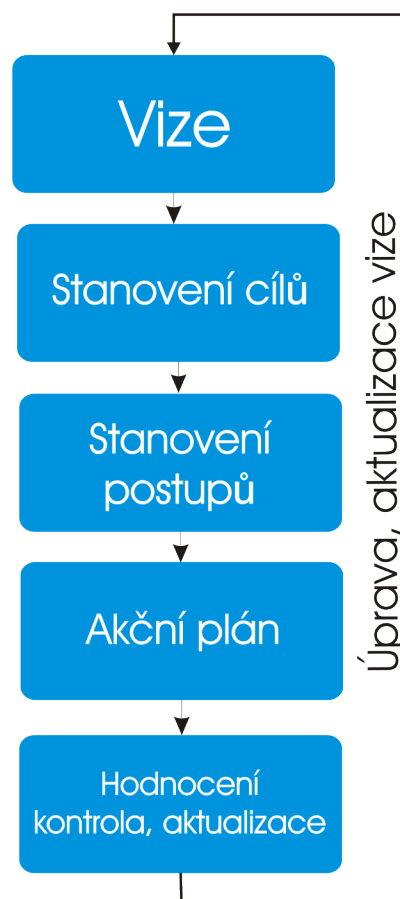 Vize
Stanovení cílů
Stanovení
postupů
Akční plán
Hodnocení
kontrola, aktualizace
Úprava, aktualizace vize